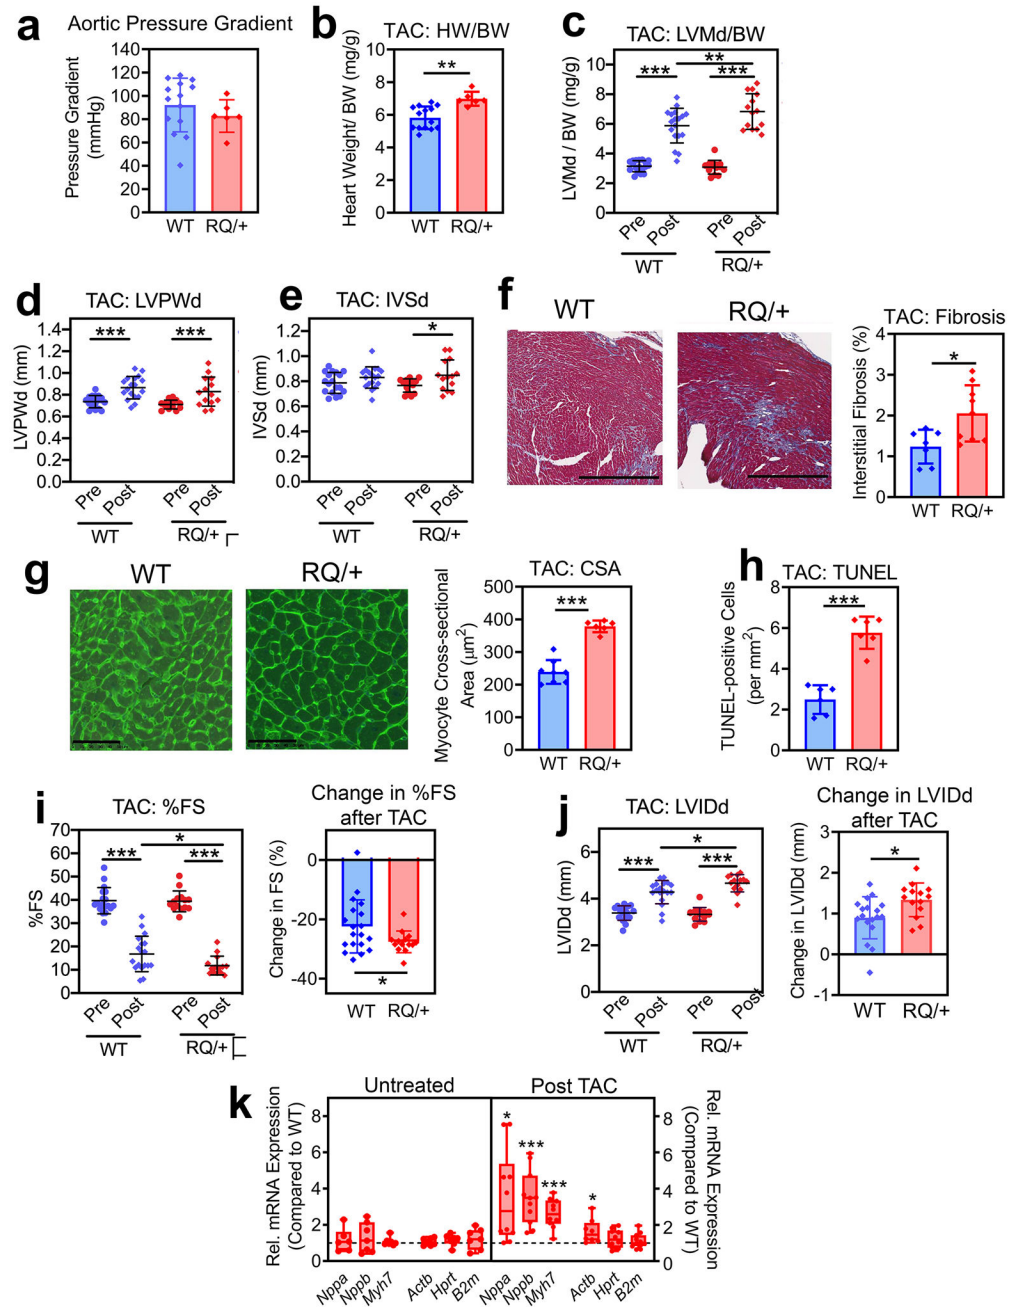 a
Aortic Pressure Gradient
Pressure Gradient
(mmHg)
140
120
100
80
60
40
20
0
WT RQ/+
b
TAC: HW/BW
Heart Weight/ BW (mg/g)
10
8
6
4
2
0
**
WT RQ/+
c
TAC: LVMd/BW
LVMd / BW (mg/g)
10
8
6
4
2
0
**
*** ***
Pre Post Pre Post
WT RQ/+
d
TAC: LVPWd
LVPWd (mm)
1.4
1.2
1.0
0.8
0.6
0.4
0.2
0.0
*** ***
Pre Post Pre Post
WT RQ/+
e
TAC: IVSd
IVSd (mm)
1.2
1.0
0.8
0.6
0.4
0.2
0.0
*
Pre Post Pre Post
WT RQ/+
f
WT RQ/+
TAC: Fibrosis
Interstitial Fibrosis (%)
4
3
2
1
0
*
WT RQ/+
g
WT RQ/+
TAC: CSA
Myocyte Cross-sectional
Area (µm²)
500
400
300
200
100
0
***
WT RQ/+
h
TAC: TUNEL
TUNEL-positive Cells
(per mm²)
8
6
4
2
0
***
WT RQ/+
i
TAC: %FS
%FS
70
60
50
40
30
20
10
0
*
*** ***
Pre Post Pre Post
WT RQ/+
Change in %FS
after TAC
Change in FS (%)
0
-20
-40
*
WT RQ/+
j
TAC: LVIDd
LVIDd (mm)
6
4
2
0
*
*** ***
Pre Post Pre Post
WT RQ/+
Change in LVIDd
after TAC
Change in LVIDd (mm)
3
2
1
0
-1
*
WT RQ/+
k
Untreated Post TAC
Rel. mRNA Expression
(Compared to WT)
8
6
4
2
0
* *** *** *
8
6
4
2
0
Rel. mRNA Expression
(Compared to WT)
Nppa Nppb Myh7 Actb Hprt B2m Nppa Nppb Myh7 Actb Hprt B2m